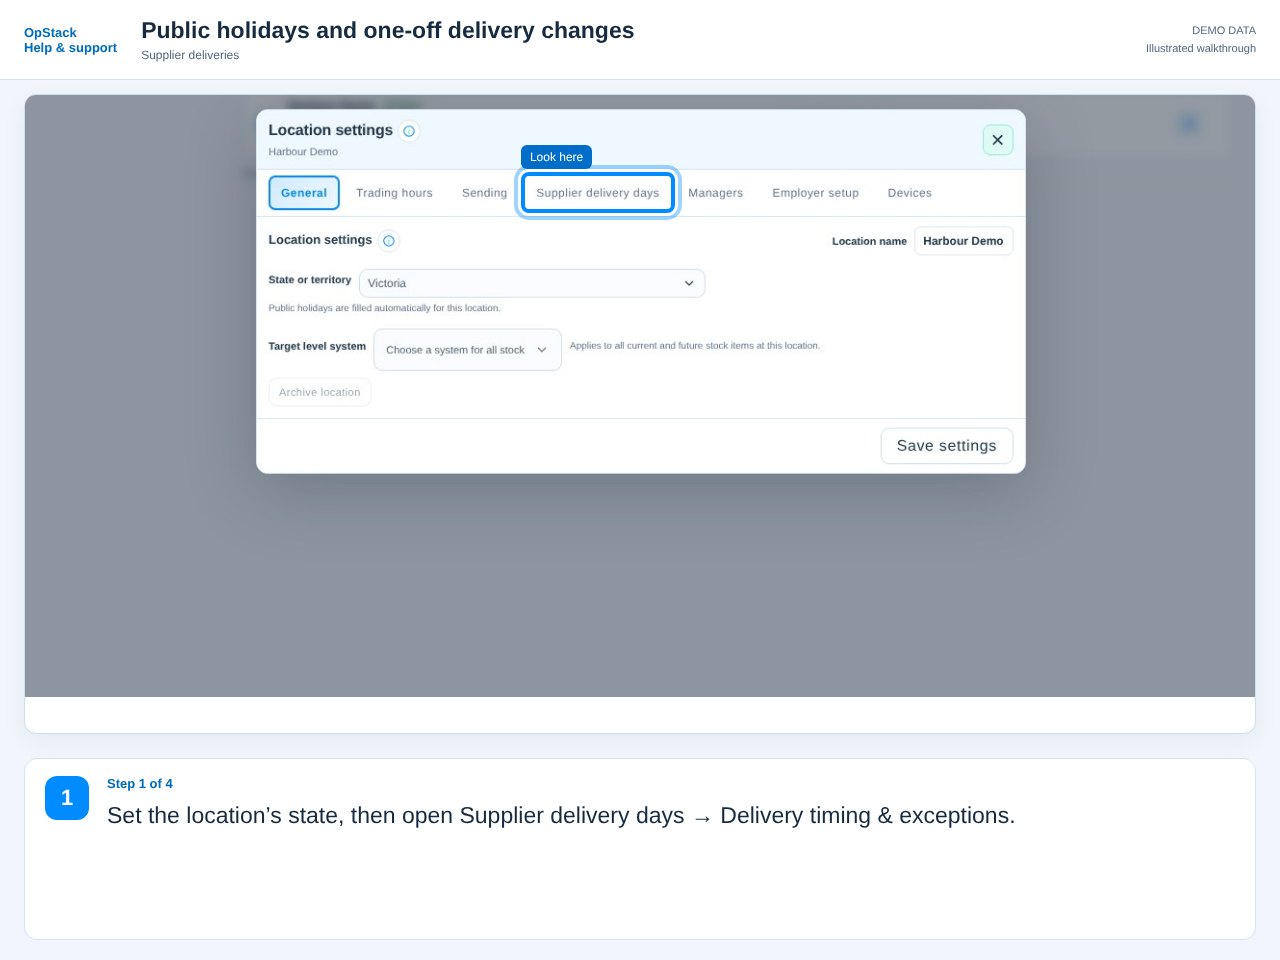 OpStack
Help & support
Public holidays and one-off delivery changes
Supplier deliveries
DEMO DATA
Illustrated walkthrough
Location settings
Harbour Demo
Look here
General
Trading hours
Sending
Supplier delivery days
Managers
Employer setup
Devices
Location settings
Location name
Harbour Demo
State or territory
Victoria
Public holidays are filled automatically for this location.
Target level system
Choose a system for all stock
Applies to all current and future stock items at this location.
Archive location
Save settings
1
Step 1 of 4
Set the location’s state, then open Supplier delivery days → Delivery timing & exceptions.